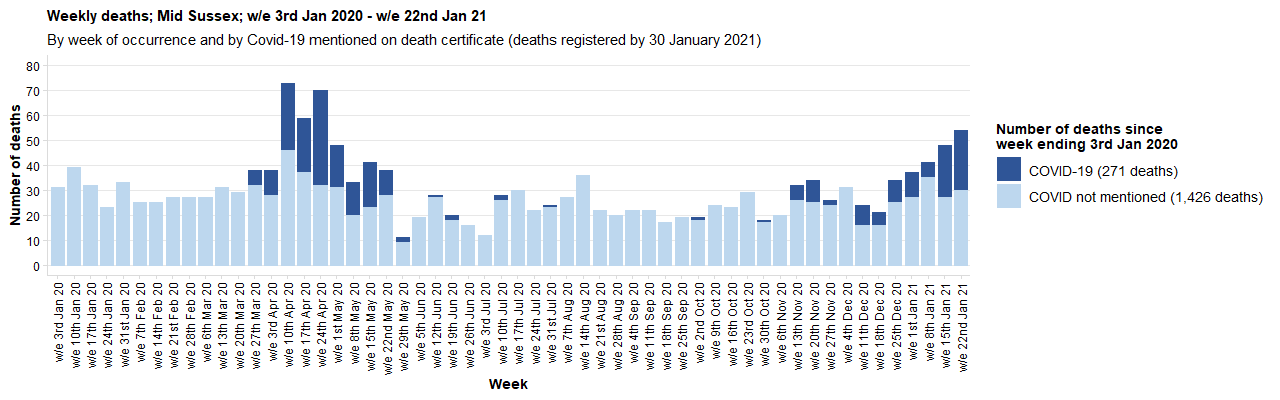 Weekly deaths; Mid Sussex; w/e 3rd Jan 2020 - w/e 22nd Jan 21
By week of occurrence and by Covid-19 mentioned on death certificate (deaths registered by 30 January 2021)
Number of deaths
80
70
60
50
40
30
20
10
0
w/e 3rd Jan 20
w/e 10th Jan 20
w/e 17th Jan 20
w/e 24th Jan 20
w/e 31st Jan 20
w/e 7th Feb 20
w/e 14th Feb 20
w/e 21st Feb 20
w/e 28th Feb 20
w/e 6th Mar 20
w/e 13th Mar 20
w/e 20th Mar 20
w/e 27th Mar 20
w/e 3rd Apr 20
w/e 10th Apr 20
w/e 17th Apr 20
w/e 24th Apr 20
w/e 1st May 20
w/e 8th May 20
w/e 15th May 20
w/e 22nd May 20
w/e 29th May 20
w/e 5th Jun 20
w/e 12th Jun 20
w/e 19th Jun 20
w/e 26th Jun 20
w/e 3rd Jul 20
w/e 10th Jul 20
w/e 17th Jul 20
w/e 24th Jul 20
w/e 31st Jul 20
w/e 7th Aug 20
w/e 14th Aug 20
w/e 21st Aug 20
w/e 28th Aug 20
w/e 4th Sep 20
w/e 11th Sep 20
w/e 18th Sep 20
w/e 25th Sep 20
w/e 2nd Oct 20
w/e 9th Oct 20
w/e 16th Oct 20
w/e 23rd Oct 20
w/e 30th Oct 20
w/e 6th Nov 20
w/e 13th Nov 20
w/e 20th Nov 20
w/e 27th Nov 20
w/e 4th Dec 20
w/e 11th Dec 20
w/e 18th Dec 20
w/e 25th Dec 20
w/e 1st Jan 21
w/e 8th Jan 21
w/e 15th Jan 21
w/e 22nd Jan 21
Week
Number of deaths since
week ending 3rd Jan 2020
COVID-19 (271 deaths)
COVID not mentioned (1,426 deaths)